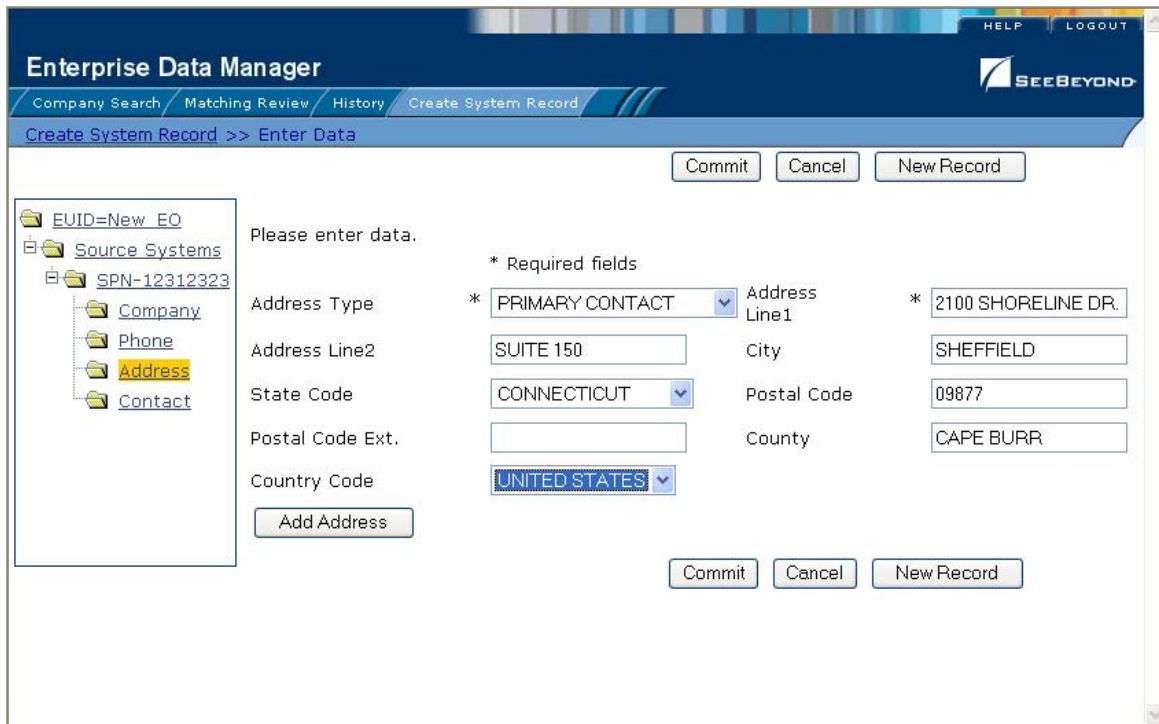 HELP LOGOUT
Enterprise Data Manager
SEEBEYOND
Company Search Matching Review History Create System Record
Create System Record >> Enter Data
Commit Cancel New Record
EUID=New EO
Source Systems
SPN-12312323
Company
Phone
Address
Contact
Please enter data.
* Required fields
Address Type * PRIMARY CONTACT Address Line1 * 2100 SHORELINE DR.
Address Line2 SUITE 150 City SHEFFIELD
State Code CONNECTICUT Postal Code 09877
Postal Code Ext. County CAPE BURR
Country Code UNITED STATES
Add Address
Commit Cancel New Record